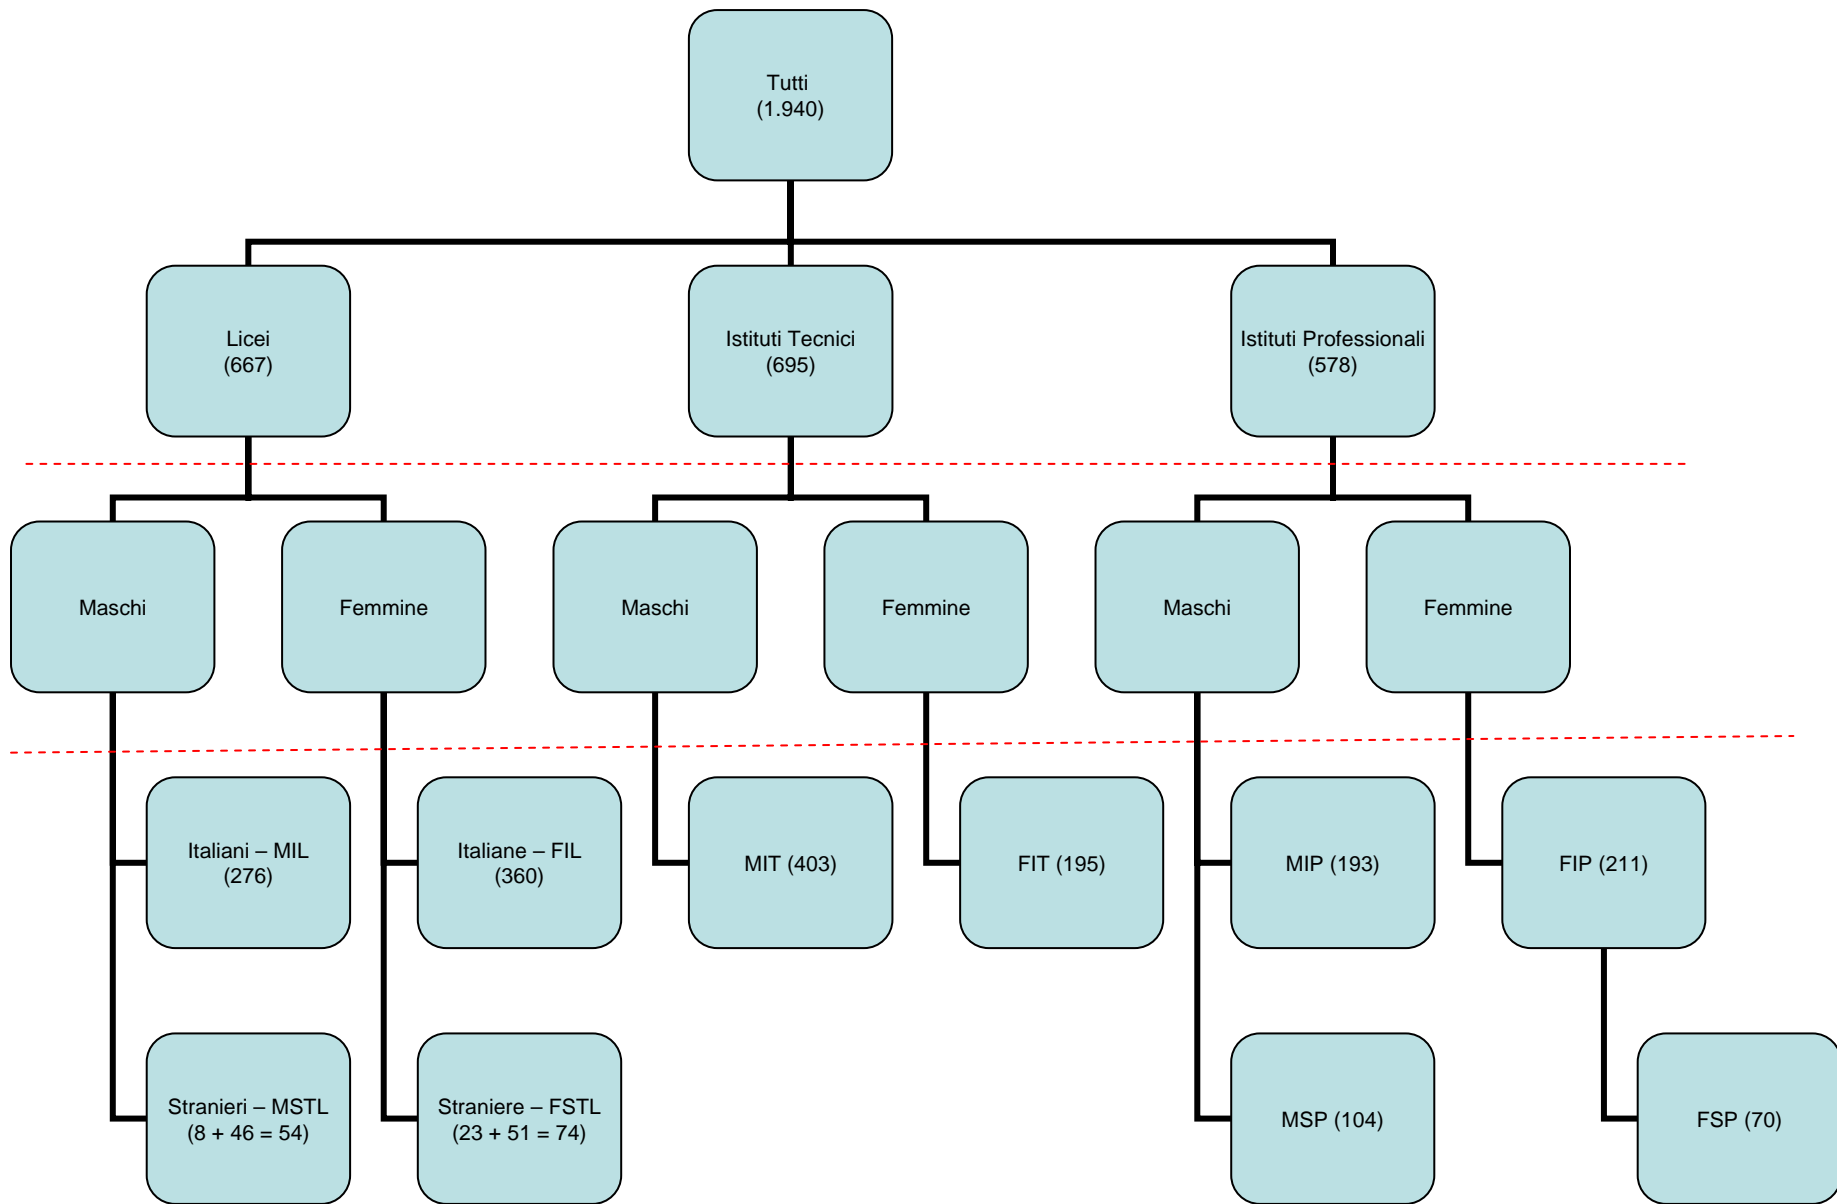 Tutti
(1.940)
Licei
(667)
Istituti Tecnici
(695)
Istituti Professionali
(578)
Maschi
Femmine
Maschi
Femmine
Maschi
Femmine
Italiani – MIL
(276)
Italiane – FIL
(360)
MIT (403)
FIT (195)
MIP (193)
FIP (211)
Stranieri – MSTL
(8 + 46 = 54)
Straniere – FSTL
(23 + 51 = 74)
MSP (104)
FSP (70)